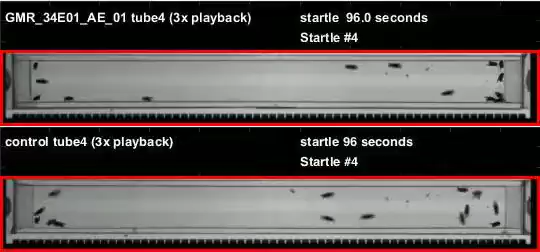 GMR_34E01_AE_01 tube4 (3x playback)
startle 96.0 seconds
Startle #4
control tube4 (3x playback)
startle 96 seconds
Startle #4